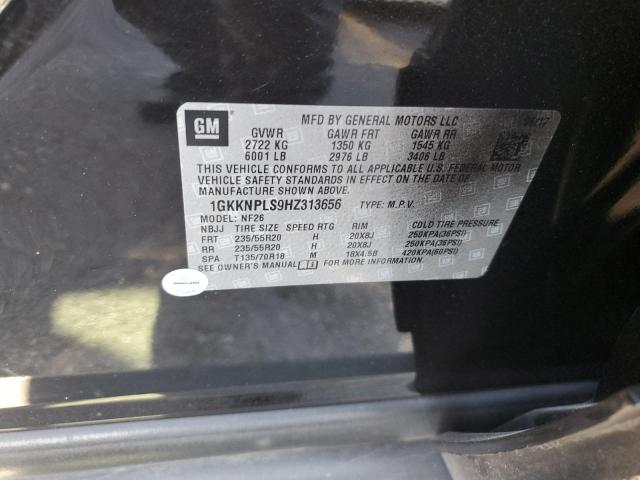 GM
MFD BY GENERAL MOTORS LLC
GVWR GAWR FRT GAWR RR
2722 KG 1350 KG 1545 KG
6001 LB 2976 LB 3406 LB
THIS VEHICLE CONFORMS TO ALL APPLICABLE U.S. FEDERAL MOTOR
VEHICLE SAFETY STANDARDS IN EFFECT ON THE DATE OF
MANUFACTURE SHOWN ABOVE.
1GKKNPLS9HZ313656 TYPE: M.P.V.
MODEL: NF26
NBJJ TIRE SIZE SPEED RTG RIM COLD TIRE PRESSURE
FRT 235/55R20 H 20X8J 250KPA(36PSI)
RR 235/55R20 H 20X8J 250KPA(36PSI)
SPA T135/70R18 M 18X4.5B 420KPA(60PSI)
SEE OWNER'S MANUAL FOR MORE INFORMATION.